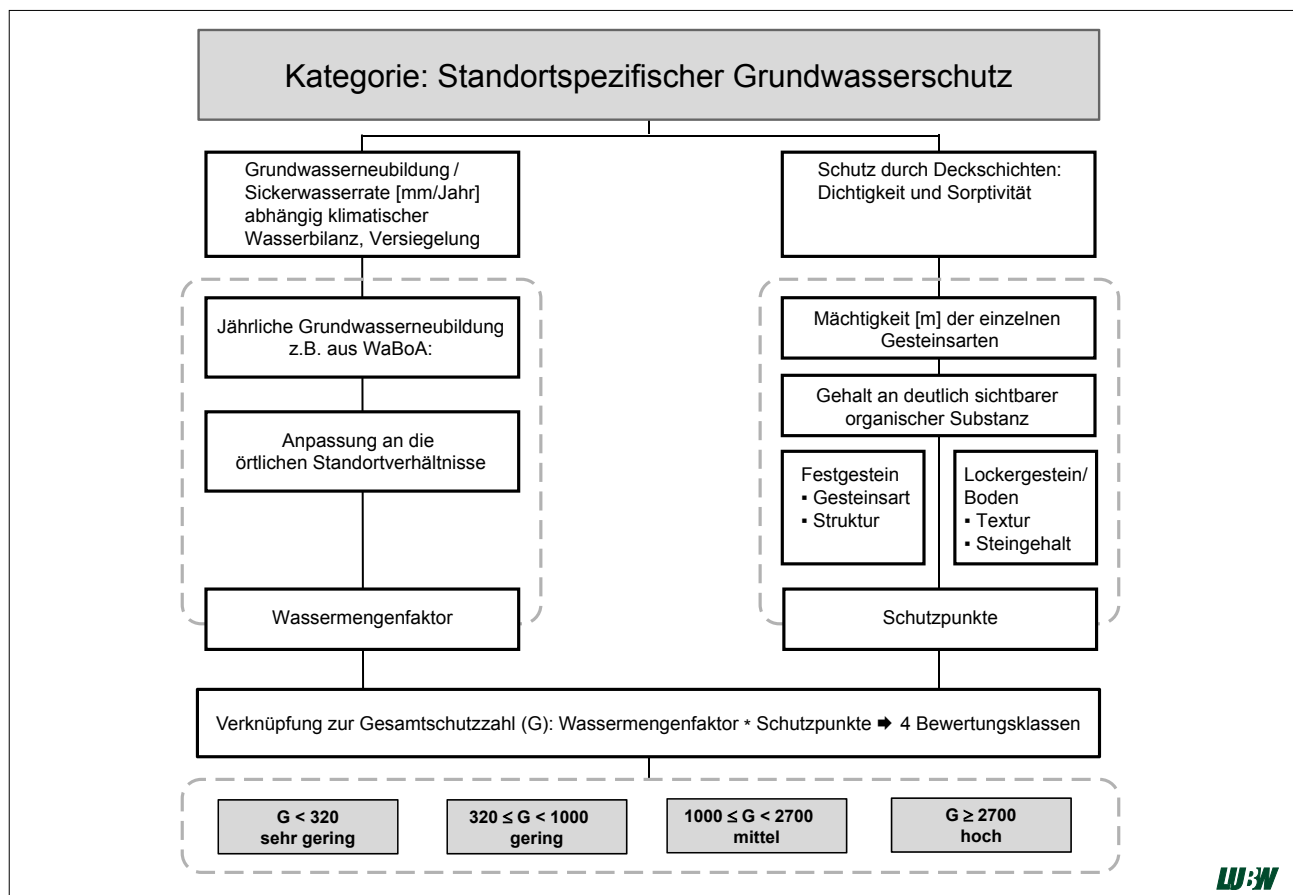 Kategorie: Standortspezifischer Grundwasserschutz
Grundwasserneubildung /
Sickerwasserrate [mm/Jahr]
abhängig klimatischer
Wasserbilanz, Versiegelung
Schutz durch Deckschichten:
Dichtigkeit und Sorptivität
Jährliche Grundwasserneubildung
z.B. aus WaBoA:
Anpassung an die
örtlichen Standortverhältnisse
Wassermengenfaktor
Mächtigkeit [m] der einzelnen
Gesteinsarten
Gehalt an deutlich sichtbarer
organischer Substanz
Festgestein
▪ Gesteinsart
▪ Struktur
Lockergestein/
Boden
▪ Textur
▪ Steingehalt
Schutzpunkte
Verknüpfung zur Gesamtschutzzahl (G): Wassermengenfaktor * Schutzpunkte ➨ 4 Bewertungsklassen
G < 320
sehr gering
320 ≤ G < 1000
gering
1000 ≤ G < 2700
mittel
G ≥ 2700
hoch
LUBW